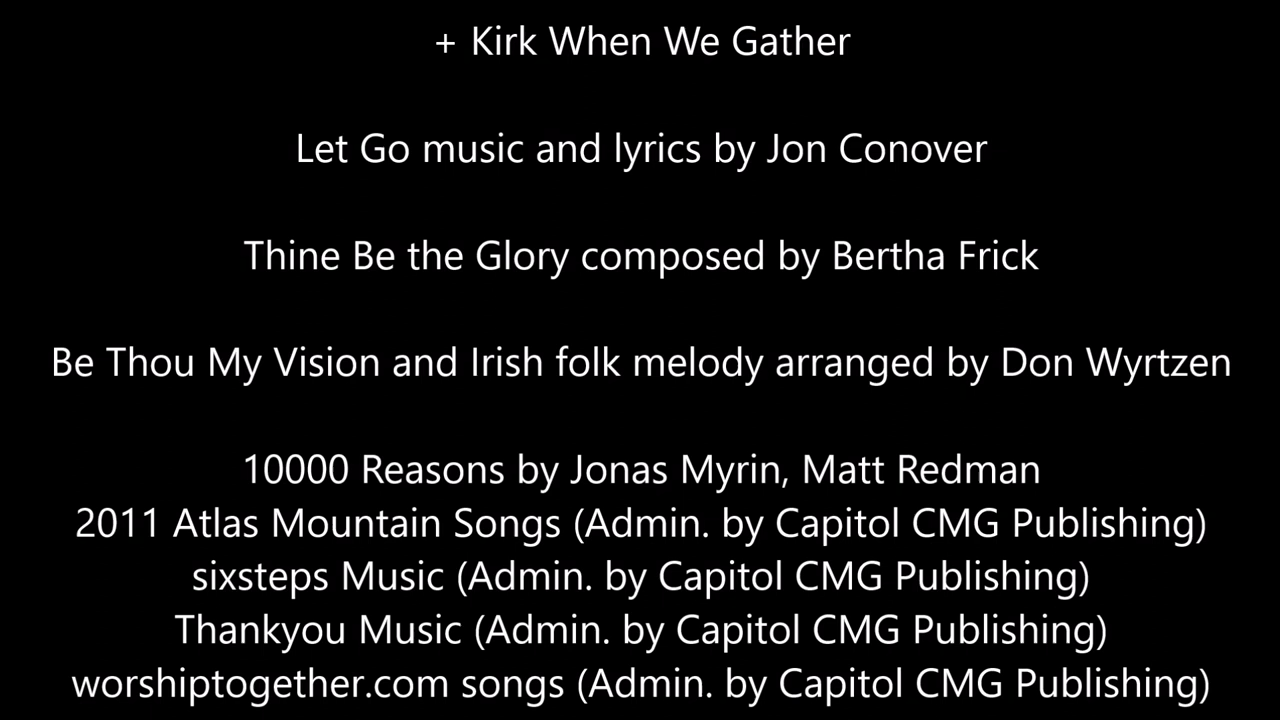 + Kirk When We Gather
Let Go music and lyrics by Jon Conover
Thine Be the Glory composed by Bertha Frick
Be Thou My Vision and Irish folk melody arranged by Don Wyrtzen
10000 Reasons by Jonas Myrin, Matt Redman
2011 Atlas Mountain Songs (Admin. by Capitol CMG Publishing)
sixsteps Music (Admin. by Capitol CMG Publishing)
Thankyou Music (Admin. by Capitol CMG Publishing)
worshiptogether.com songs (Admin. by Capitol CMG Publishing)